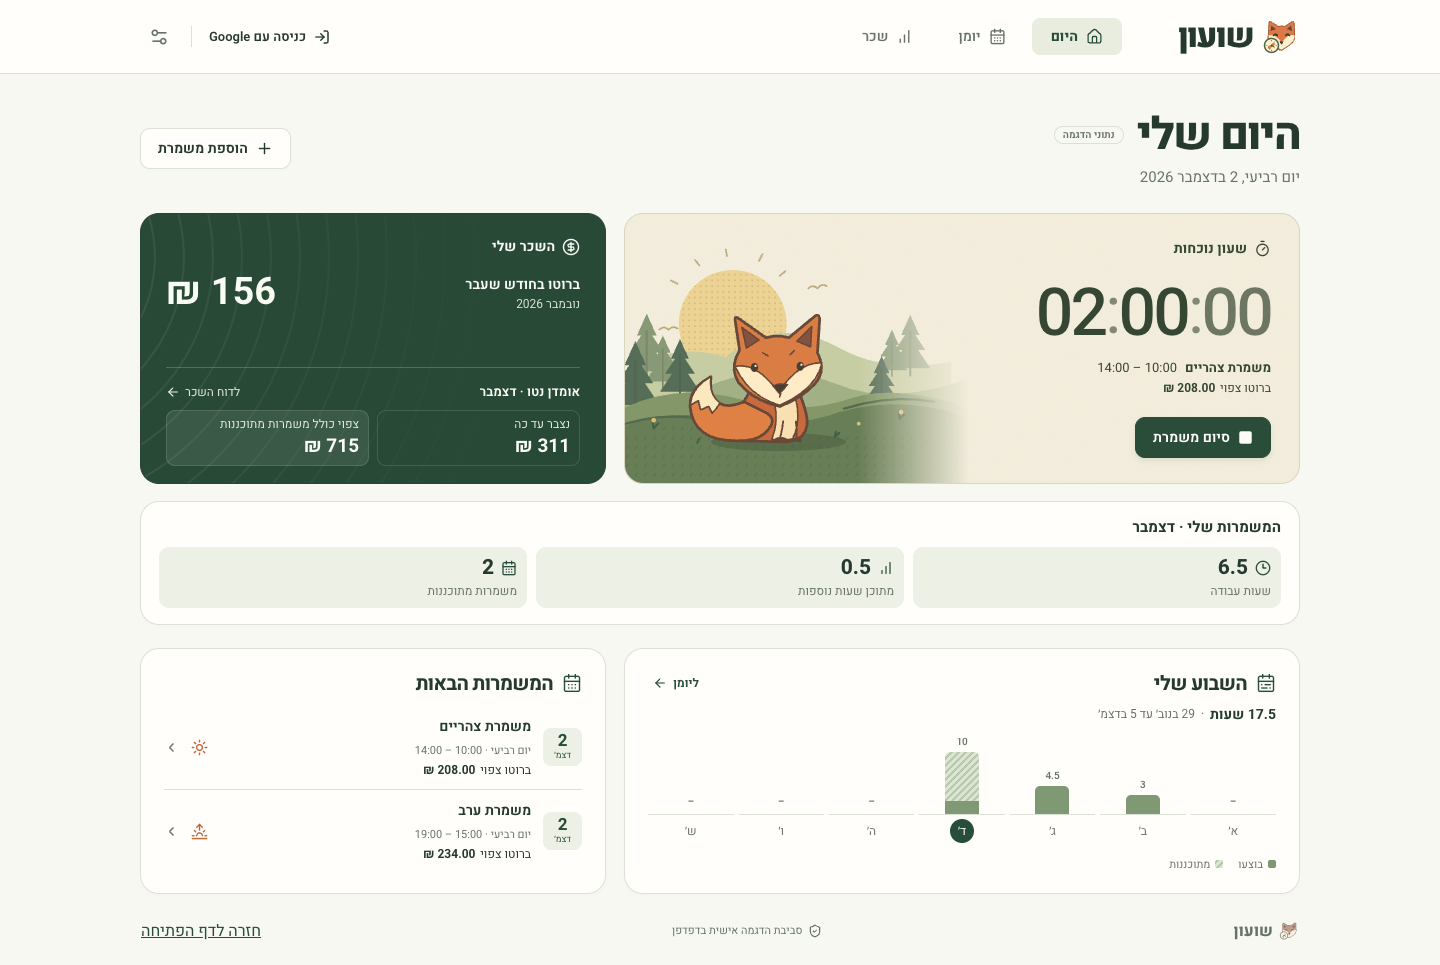 שועון
היום
יומן
שכר
כניסה עם Google
היום שלי
נתוני הדגמה
יום רביעי, 2 בדצמבר 2026
הוספת משמרת
שעון נוכחות
02:00:00
משמרת צהריים 10:00 – 14:00
ברוטו צפוי 208.00 ₪
סיום משמרת
השכר שלי
ברוטו בחודש שעבר
נובמבר 2026
156 ₪
אומדן נטו · דצמבר
לדוח השכר
נצבר עד כה
311 ₪
צפוי כולל משמרות מתוכננות
715 ₪
המשמרות שלי · דצמבר
6.5
שעות עבודה
0.5
מתוכן שעות נוספות
2
משמרות מתוכננות
השבוע שלי
ליומן
17.5 שעות · 29 בנוב׳ עד 5 בדצמ׳
–
3
4.5
10
–
–
–
א׳
ב׳
ג׳
ד׳
ה׳
ו׳
ש׳
בוצעו
מתוכננות
המשמרות הבאות
2
דצמ׳
משמרת צהריים
יום רביעי · 10:00 – 14:00
ברוטו צפוי 208.00 ₪
2
דצמ׳
משמרת ערב
יום רביעי · 15:00 – 19:00
ברוטו צפוי 234.00 ₪
שועון
סביבת הדגמה אישית בדפדפן
חזרה לדף הפתיחה